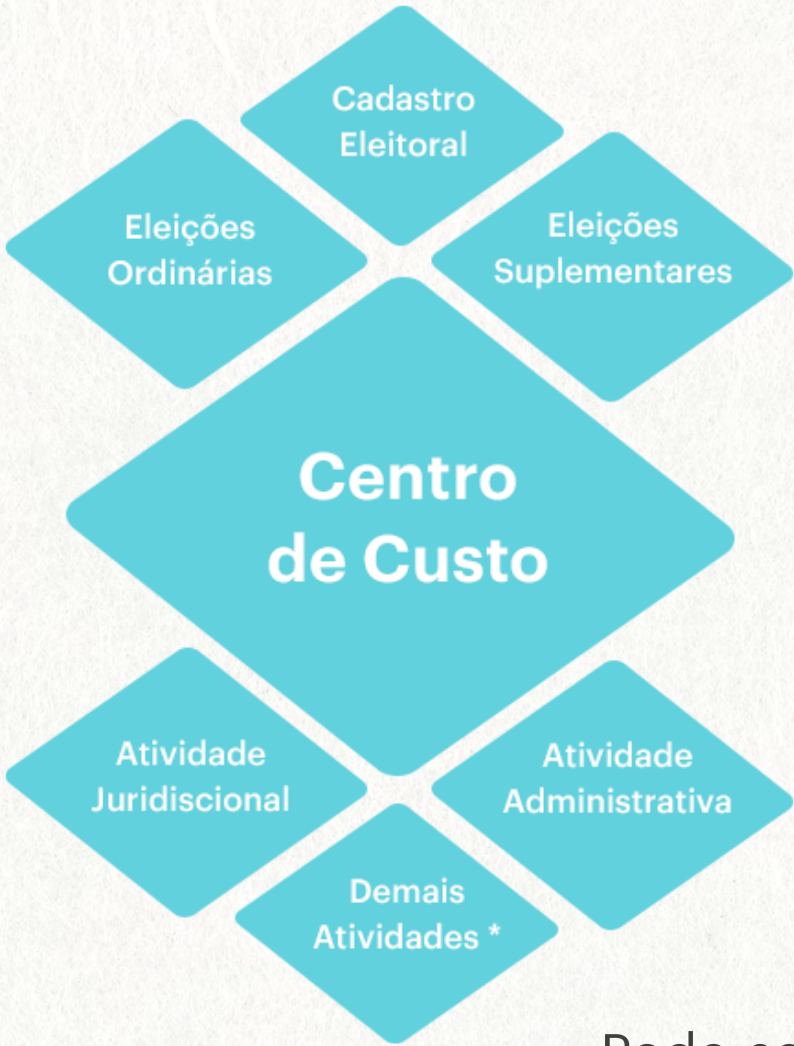 Cadastro
Eleitoral
Eleições
Ordinárias
Eleições
Suplementares
Centro
de Custo
Atividade
Juridiscional
Atividade
Administrativa
Demais
Atividades *